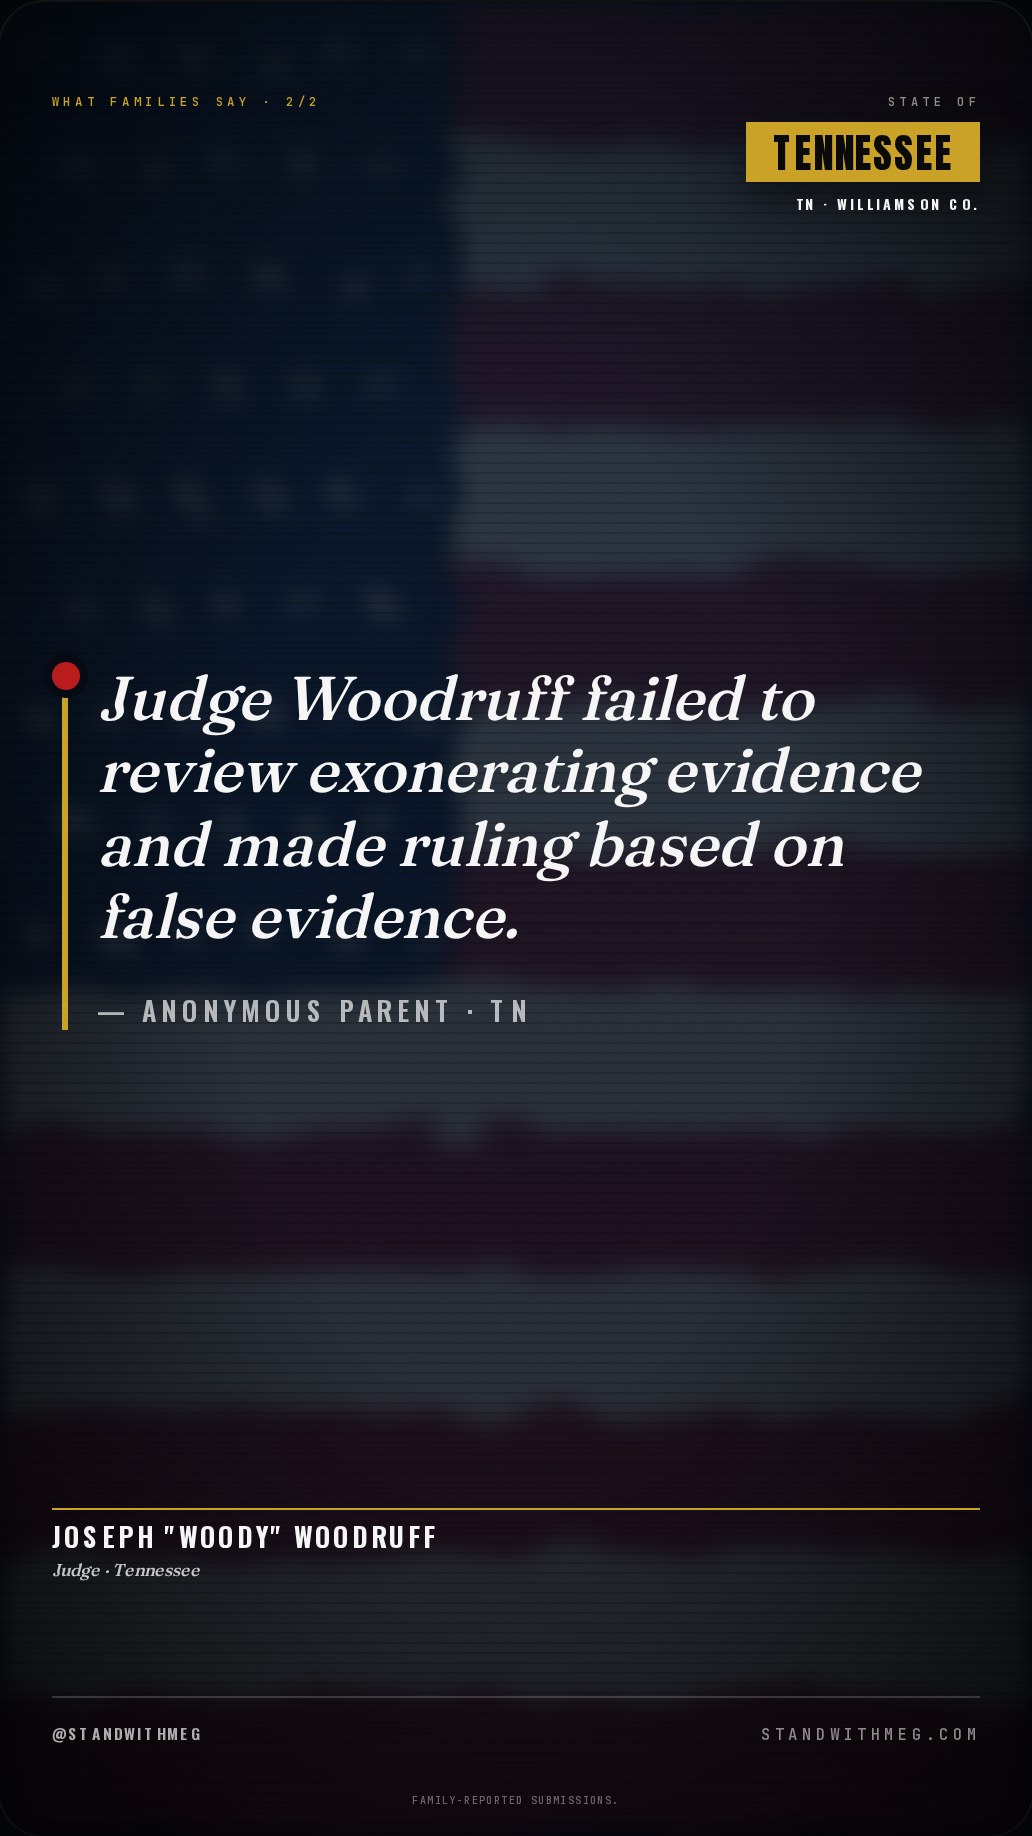 WHAT FAMILIES SAY · 2/2
STATE OF
TENNESSEE
TN · WILLIAMSON CO.
Judge Woodruff failed to
review exonerating evidence
and made ruling based on
false evidence.
— ANONYMOUS PARENT · TN
JOSEPH "WOODY" WOODRUFF
Judge · Tennessee
@STANDWITHMEG
STANDWITHMEG.COM
FAMILY-REPORTED SUBMISSIONS.